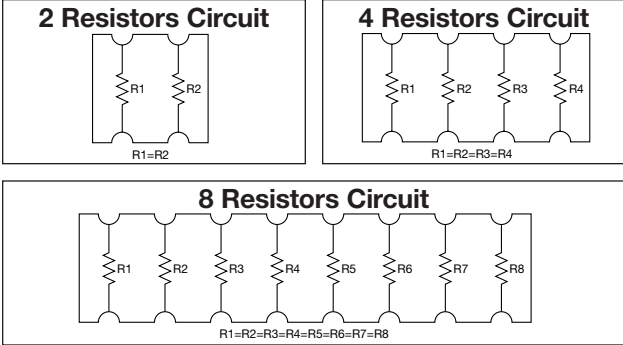 2 Resistors Circuit
R1 R2
R1=R2
4 Resistors Circuit
R1 R2 R3 R4
R1=R2=R3=R4
8 Resistors Circuit
R1 R2 R3 R4 R5 R6 R7 R8
R1=R2=R3=R4=R5=R6=R7=R8